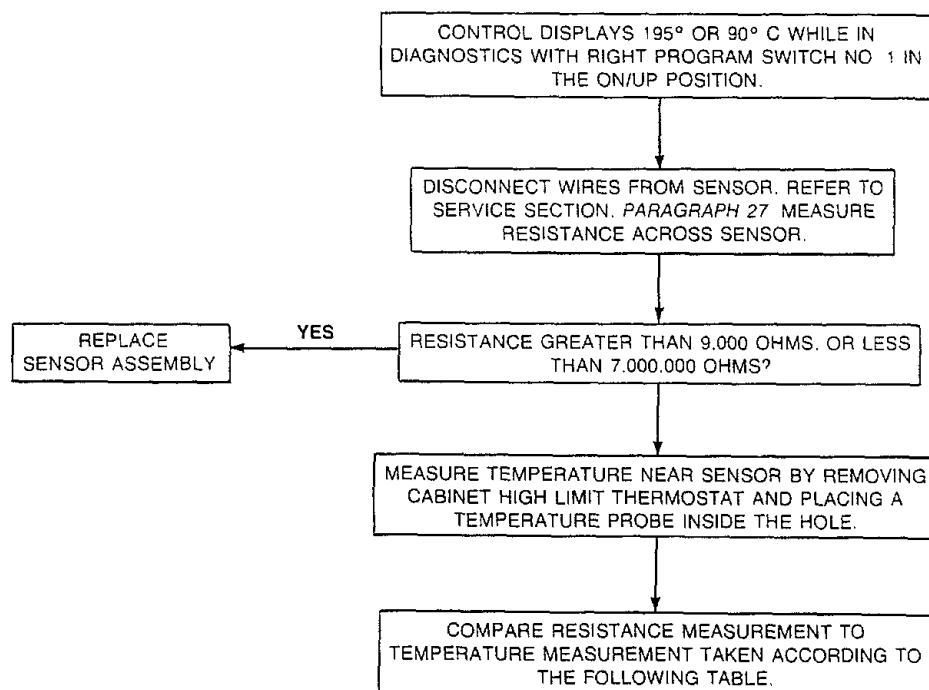 CONTROL DISPLAYS 195° OR 90° C WHILE IN
DIAGNOSTICS WITH RIGHT PROGRAM SWITCH NO 1 IN
THE ON/UP POSITION.
DISCONNECT WIRES FROM SENSOR. REFER TO
SERVICE SECTION. PARAGRAPH 27 MEASURE
RESISTANCE ACROSS SENSOR.
RESISTANCE GREATER THAN 9.000 OHMS. OR LESS
THAN 7.000.000 OHMS?
YES
REPLACE
SENSOR ASSEMBLY
MEASURE TEMPERATURE NEAR SENSOR BY REMOVING
CABINET HIGH LIMIT THERMOSTAT AND PLACING A
TEMPERATURE PROBE INSIDE THE HOLE.
COMPARE RESISTANCE MEASUREMENT TO
TEMPERATURE MEASUREMENT TAKEN ACCORDING TO
THE FOLLOWING TABLE.